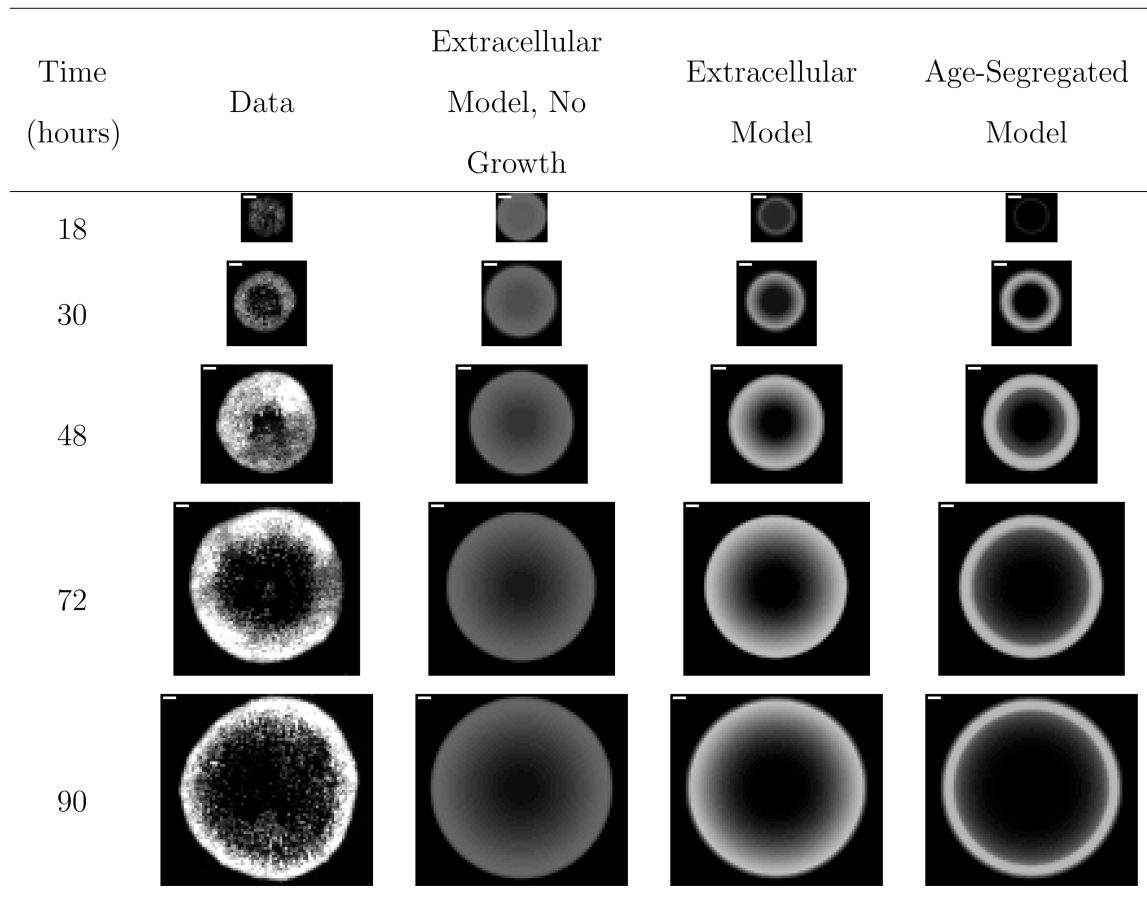 Time
(hours)
Data
Extracellular
Model, No
Growth
Extracellular
Model
Age-Segregated
Model
18
30
48
72
90